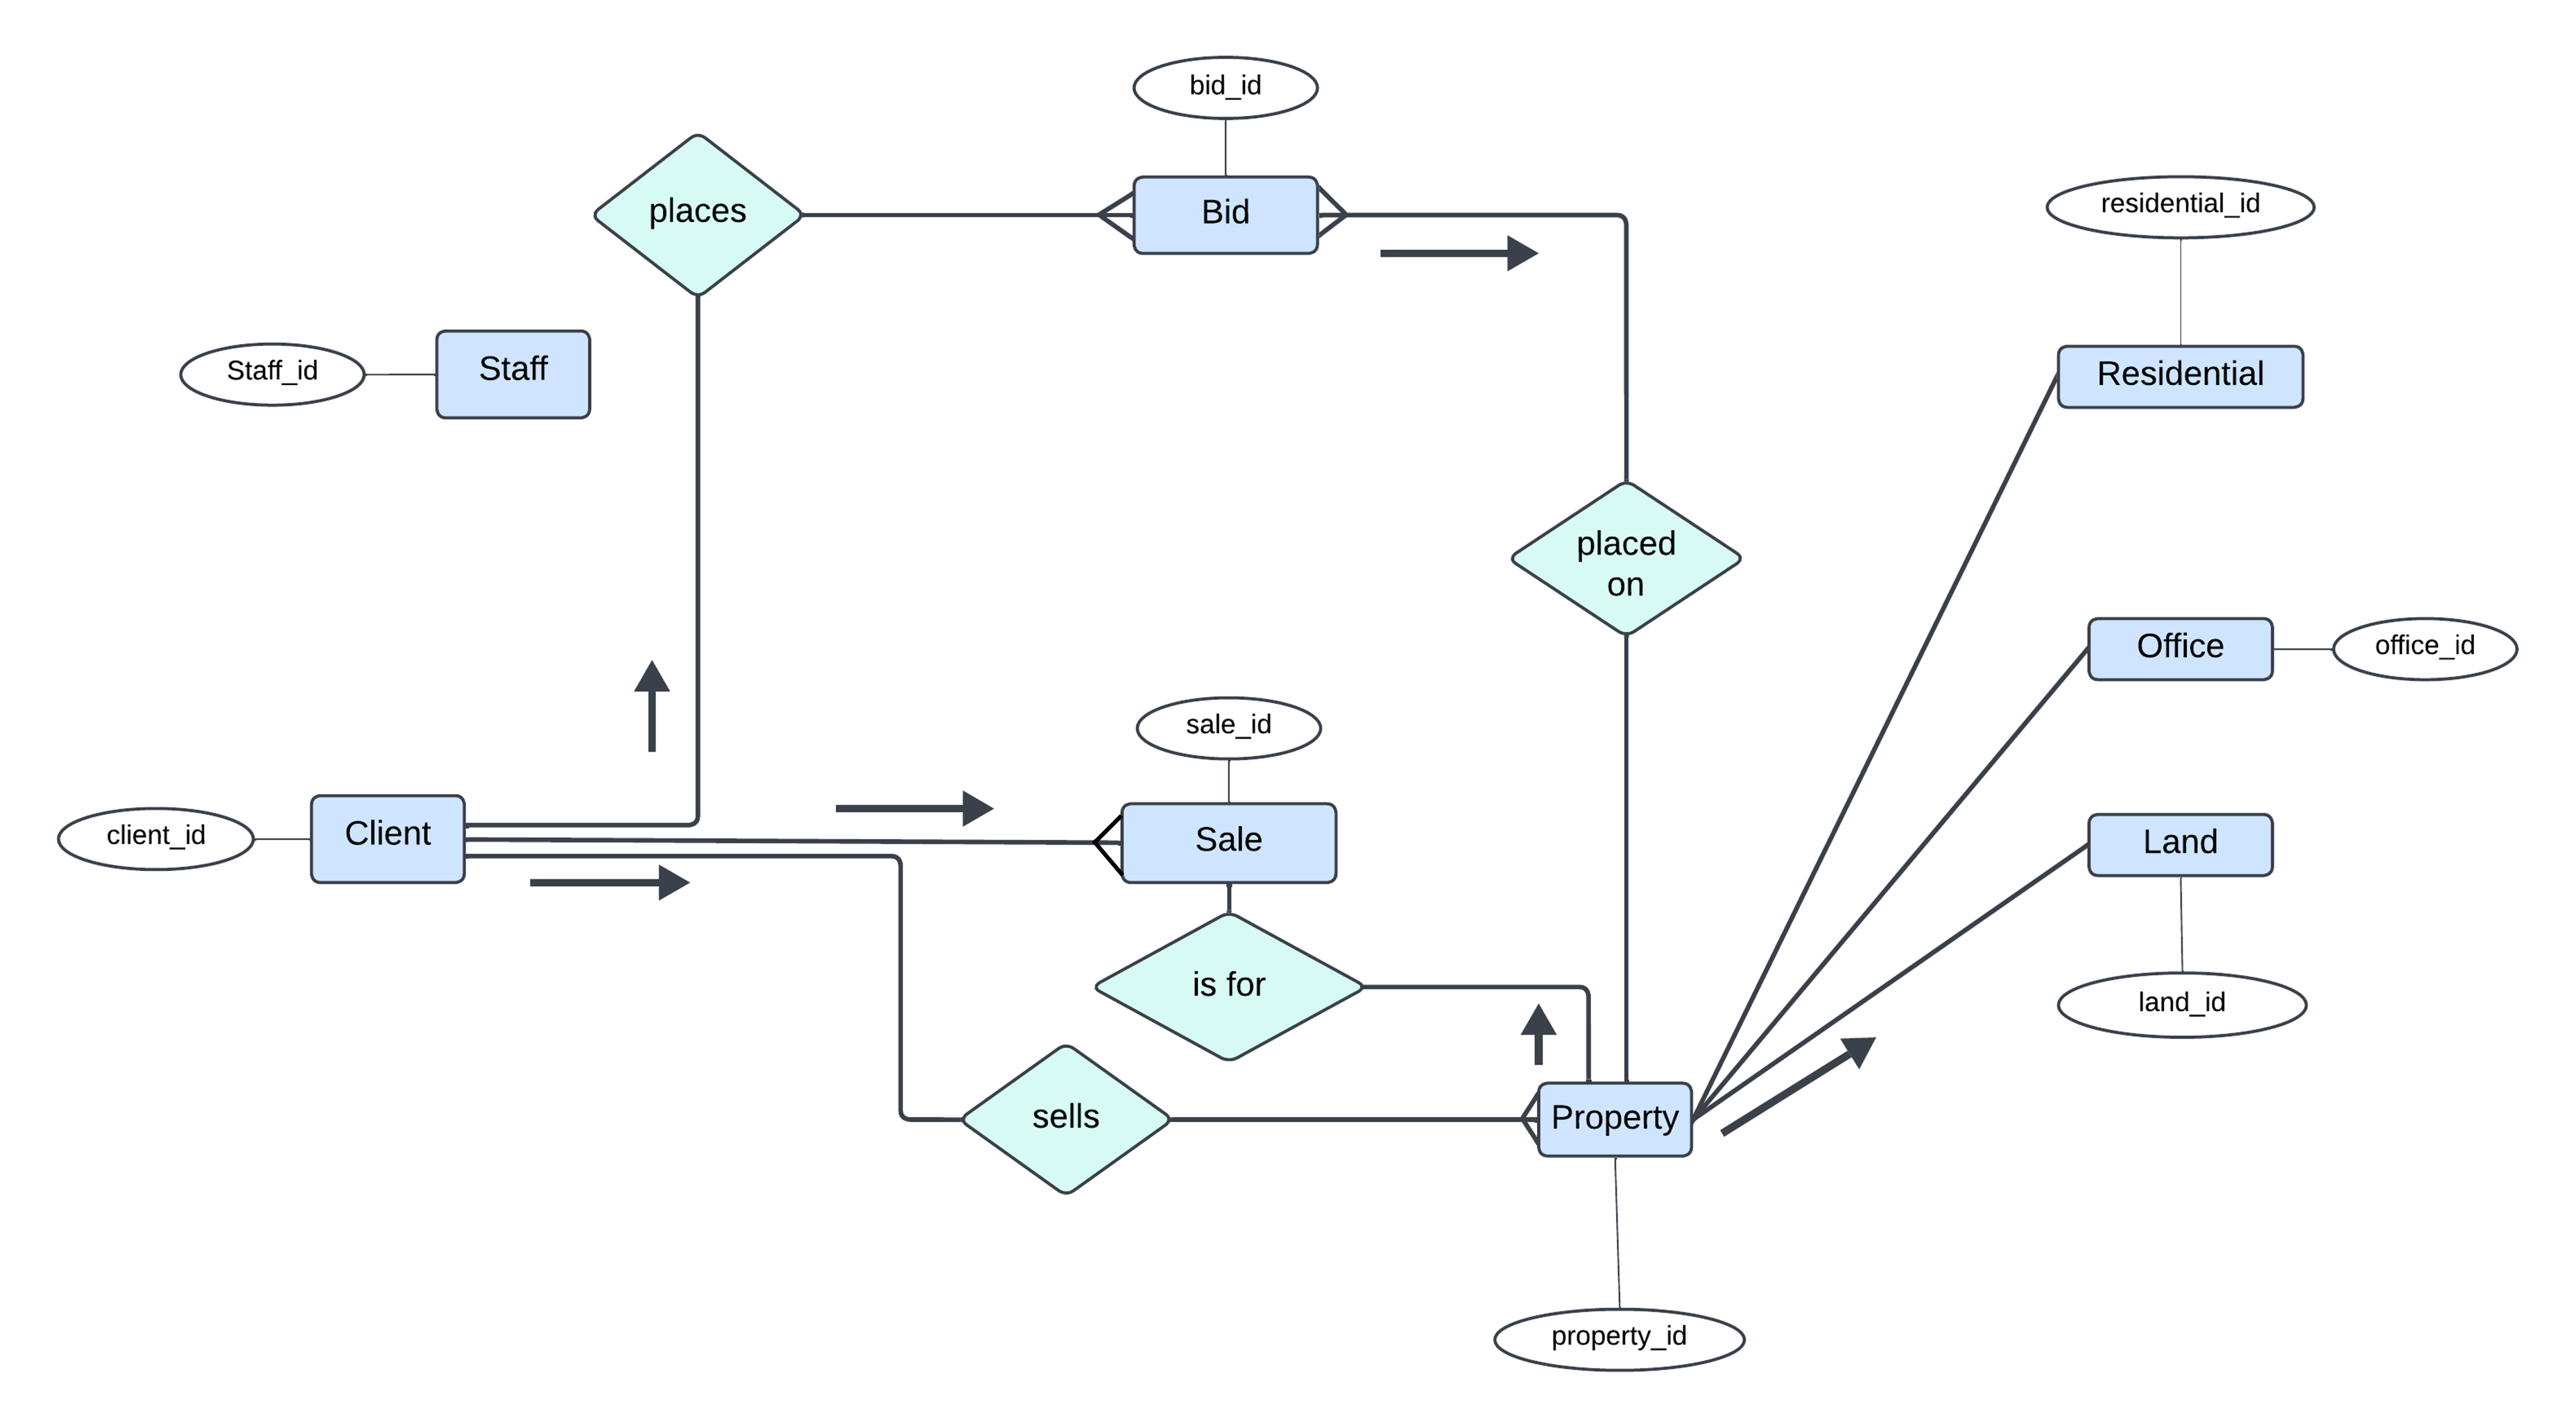 bid_id
places
Bid
residential_id
Staff_id
Staff
Residential
placed
on
Office
office_id
sale_id
client_id
Client
Sale
Land
is for
land_id
sells
Property
property_id